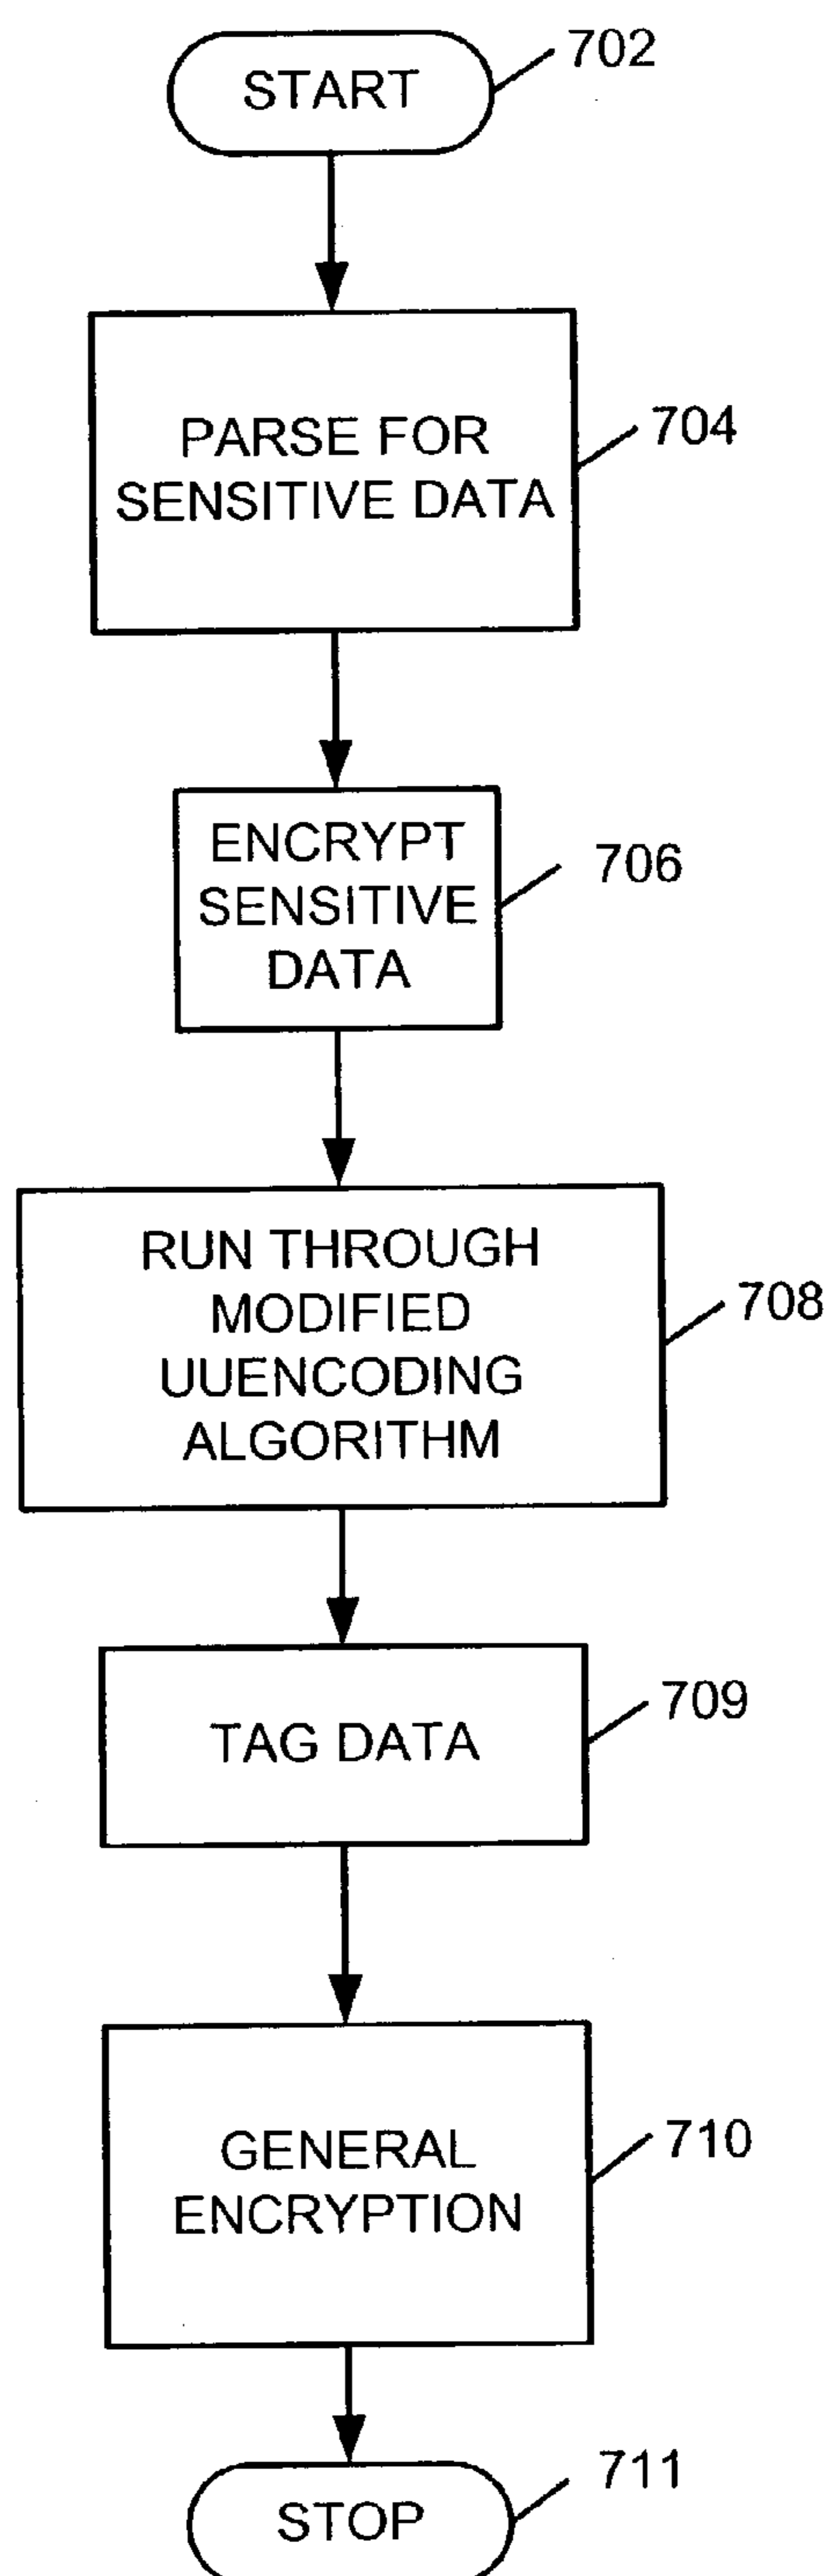 START
702
PARSE FOR
SENSITIVE DATA
704
ENCRYPT
SENSITIVE
DATA
706
RUN THROUGH
MODIFIED
UUENCODING
ALGORITHM
708
TAG DATA
709
GENERAL
ENCRYPTION
710
STOP
711